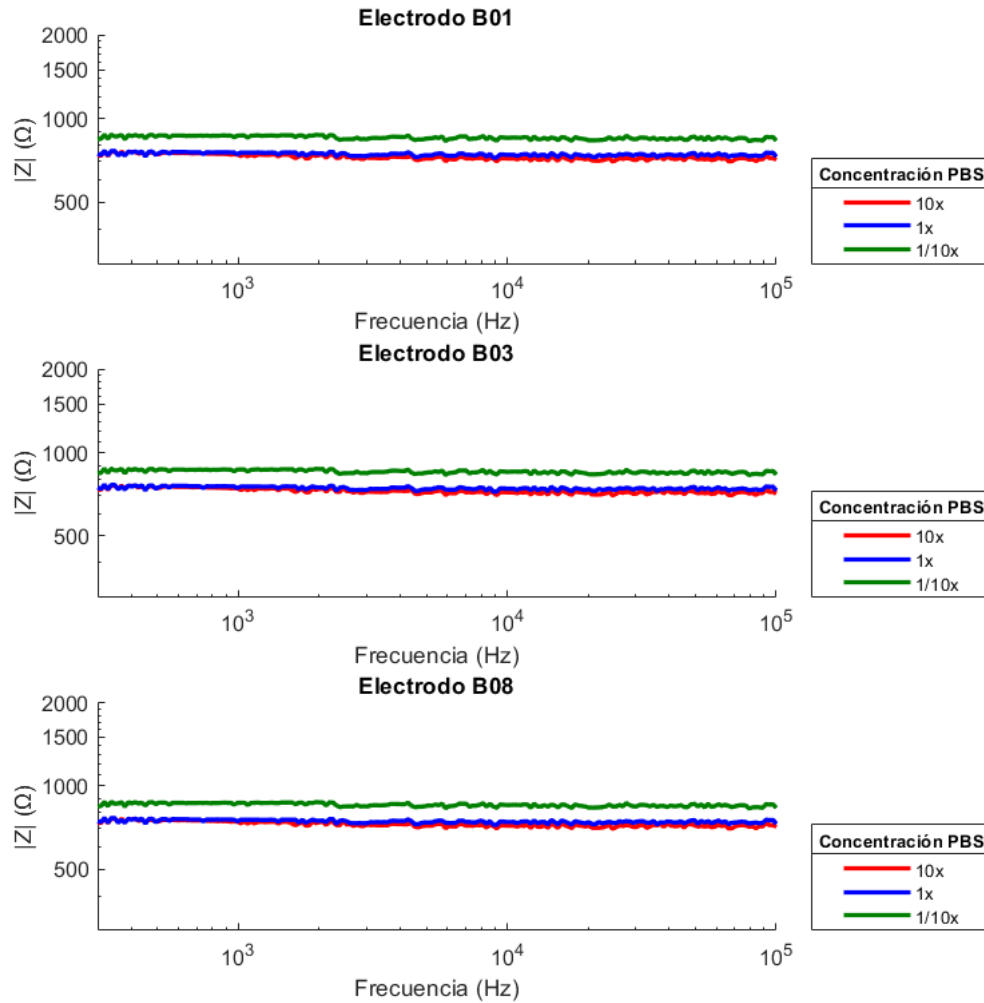 Electrodo B01
2000
1500
1000
500
|Z| (Ω)
10³ 10⁴ 10⁵
Frecuencia (Hz)
Concentración PBS
10x
1x
1/10x
Electrodo B03
2000
1500
1000
500
|Z| (Ω)
10³ 10⁴ 10⁵
Frecuencia (Hz)
Concentración PBS
10x
1x
1/10x
Electrodo B08
2000
1500
1000
500
|Z| (Ω)
10³ 10⁴ 10⁵
Frecuencia (Hz)
Concentración PBS
10x
1x
1/10x